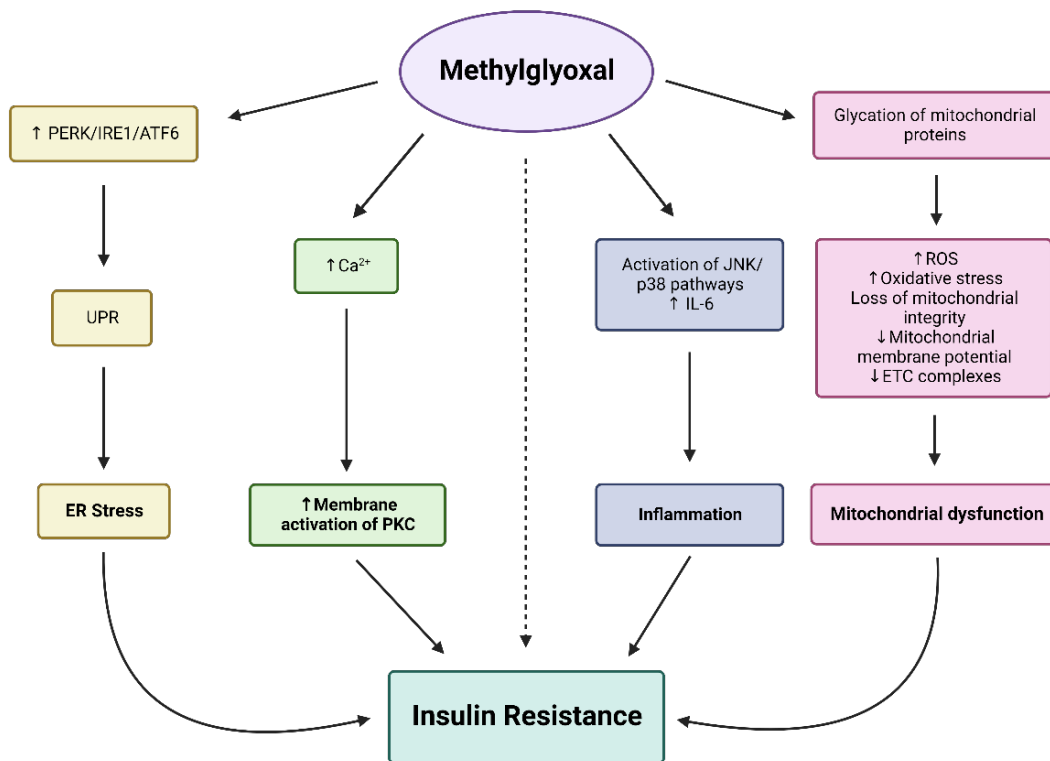 Methylglyoxal
↑ PERK/IRE1/ATF6
Glycation of mitochondrial
proteins
↑Ca²⁺
Activation of JNK/
p38 pathways
↑ IL-6
↑ROS
↑Oxidative stress
Loss of mitochondrial
integrity
↓Mitochondrial
membrane potential
↓ETC complexes
UPR
ER Stress
↑Membrane
activation of PKC
Inflammation
Mitochondrial dysfunction
Insulin Resistance